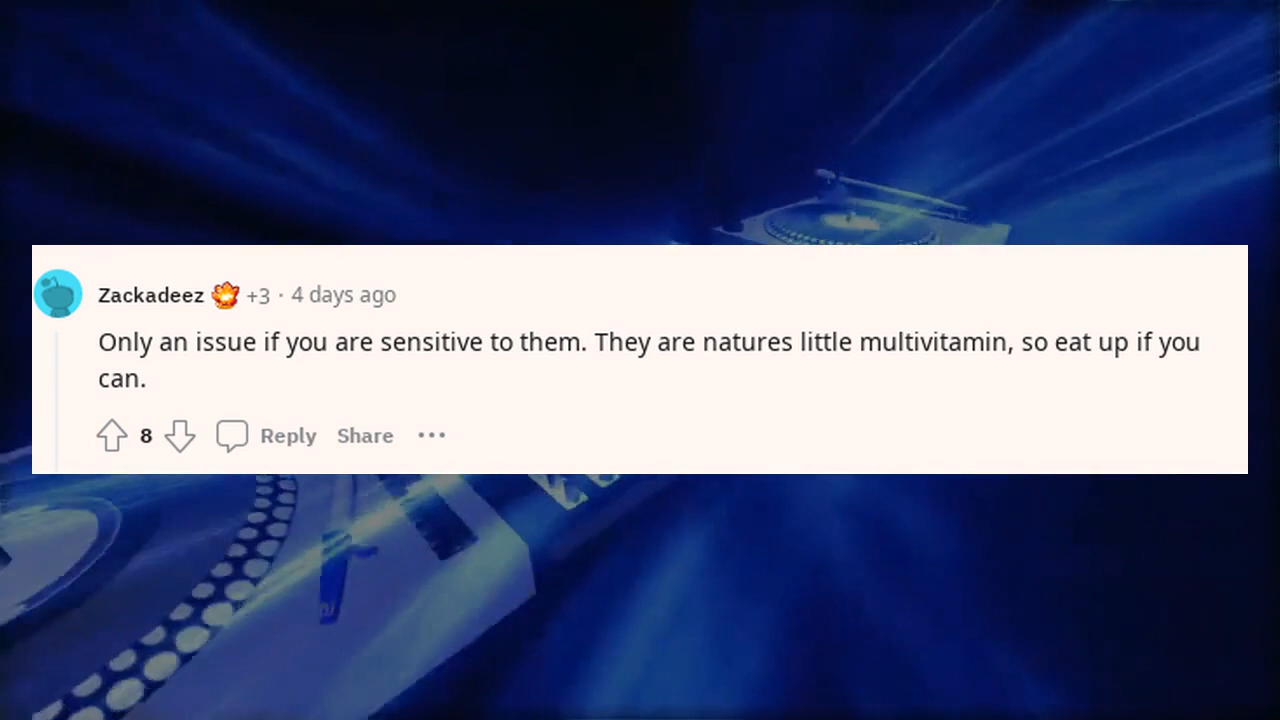 Zackadeez +3 · 4 days ago
Only an issue if you are sensitive to them. They are natures little multivitamin, so eat up if you
can.
8 Reply Share ...